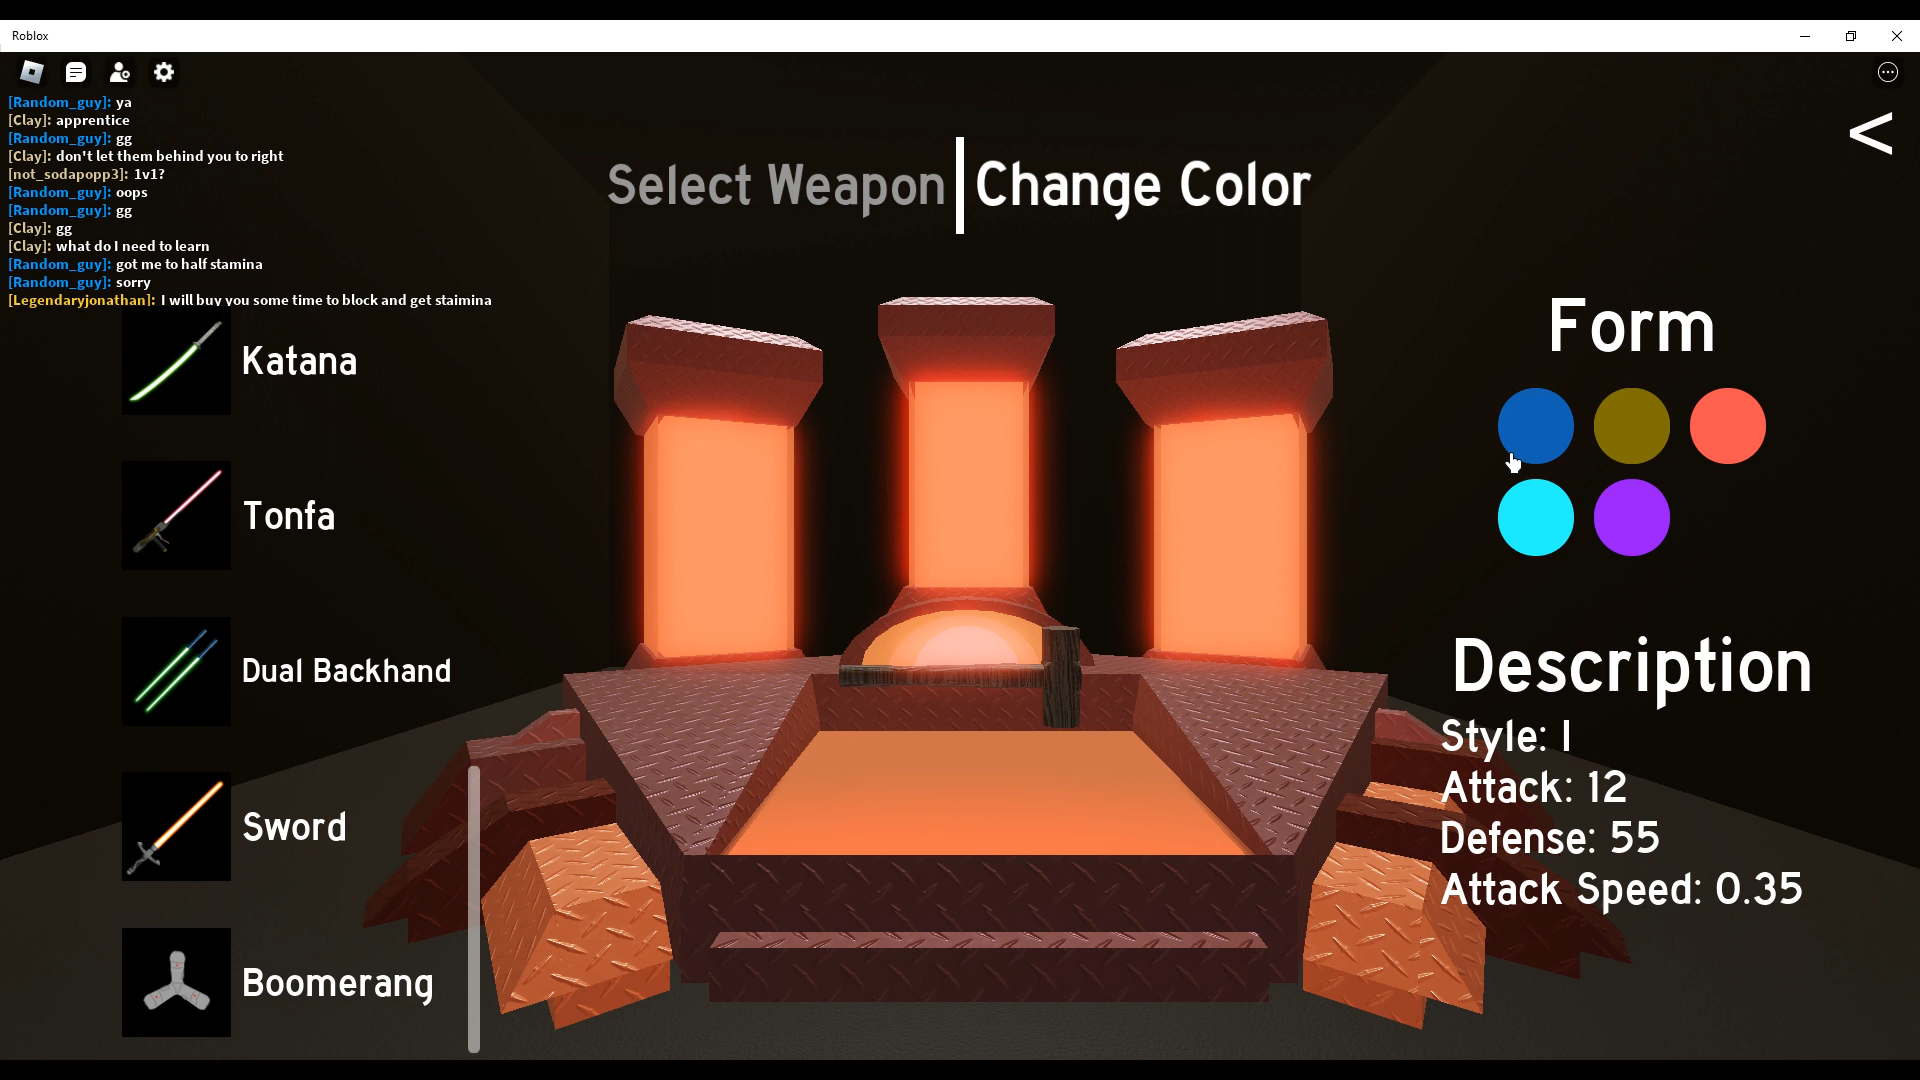 Roblox
[Random_guy]: ya
[Clay]: apprentice
[Random_guy]: gg
[Clay]: don't let them behind you to right
[not_sodapopp3]: 1v1?
[Random_guy]: oops
[Random_guy]: gg
[Clay]: gg
[Clay]: what do I need to learn
[Random_guy]: got me to half stamina
[Random_guy]: sorry
[Legendaryjonathan]: I will buy you some time to block and get staimina
<
Select Weapon
Change Color
Katana
Tonfa
Dual Backhand
Sword
Boomerang
Form
Description
Style: I
Attack: 12
Defense: 55
Attack Speed: 0.35